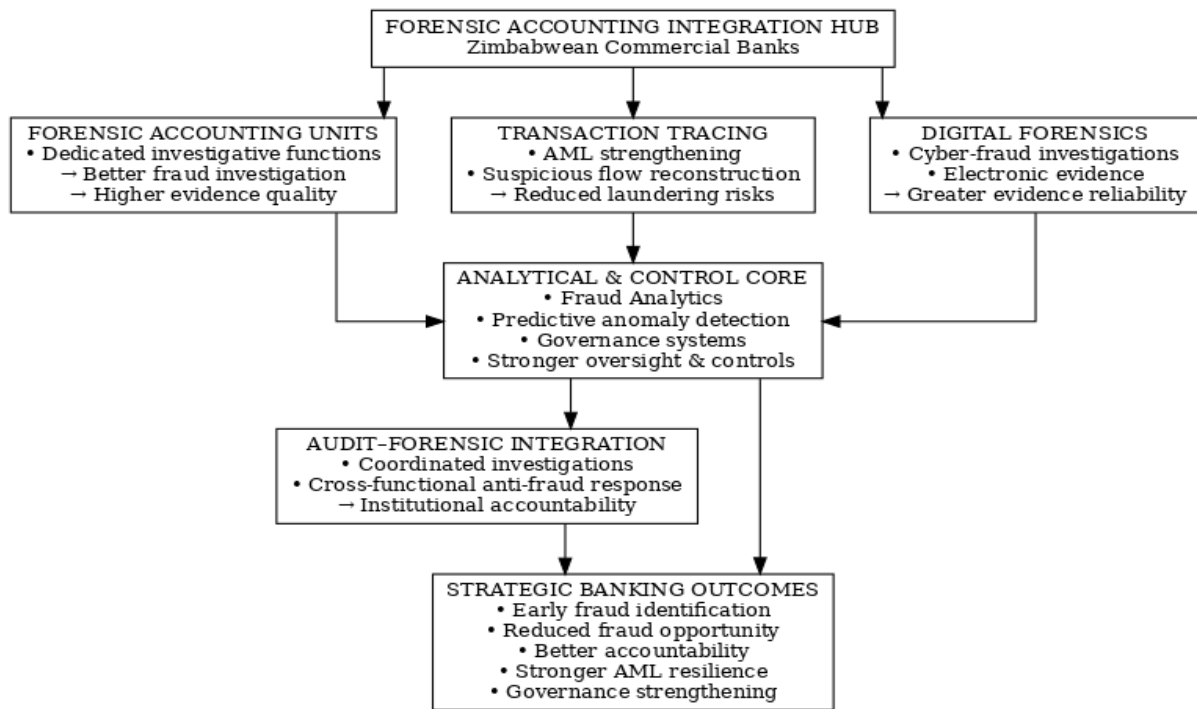 FORENSIC ACCOUNTING INTEGRATION HUB
Zimbabwean Commercial Banks
FORENSIC ACCOUNTING UNITS
• Dedicated investigative functions
→ Better fraud investigation
→ Higher evidence quality
TRANSACTION TRACING
• AML strengthening
• Suspicious flow reconstruction
→ Reduced laundering risks
DIGITAL FORENSICS
• Cyber-fraud investigations
• Electronic evidence
→ Greater evidence reliability
ANALYTICAL & CONTROL CORE
• Fraud Analytics
• Predictive anomaly detection
• Governance systems
• Stronger oversight & controls
AUDIT–FORENSIC INTEGRATION
• Coordinated investigations
• Cross-functional anti-fraud response
→ Institutional accountability
STRATEGIC BANKING OUTCOMES
• Early fraud identification
• Reduced fraud opportunity
• Better accountability
• Stronger AML resilience
• Governance strengthening